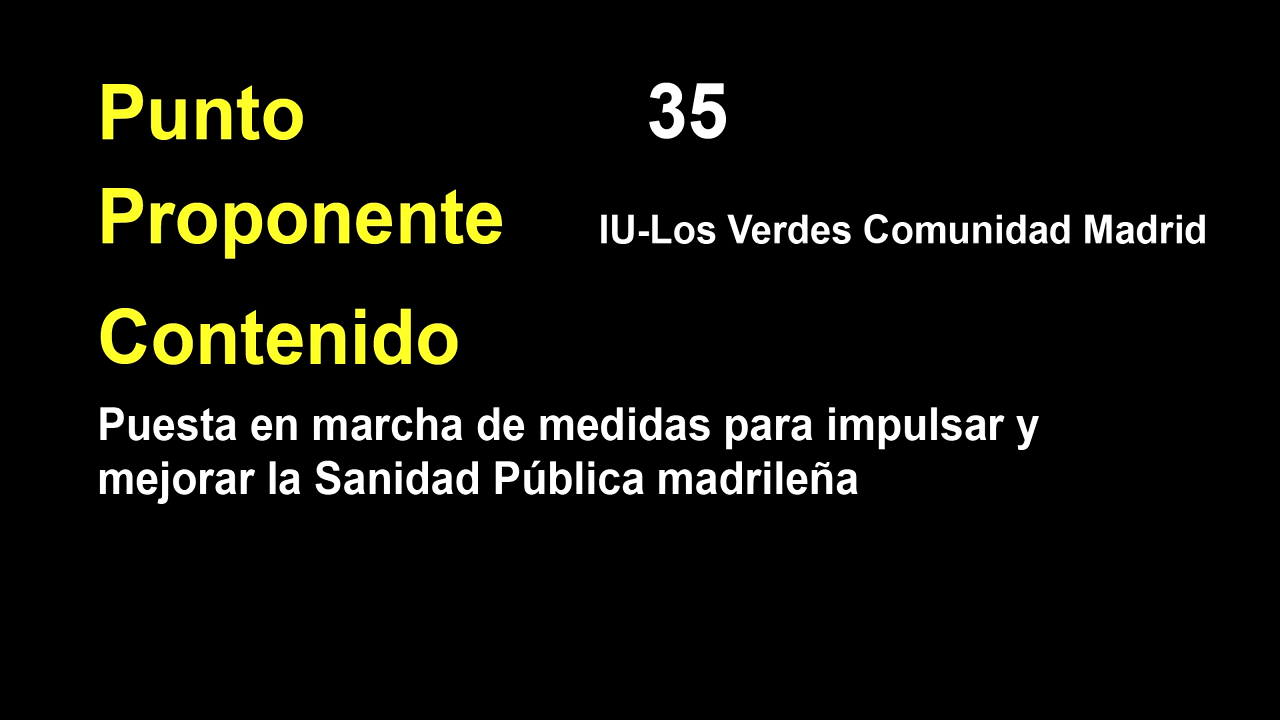 Punto 35
Proponente IU-Los Verdes Comunidad Madrid
Contenido
Puesta en marcha de medidas para impulsar y
mejorar la Sanidad Pública madrileña